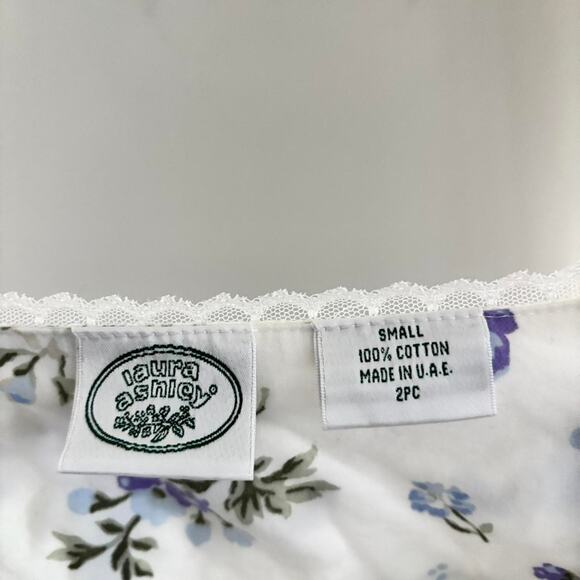 laura
ashley®
SMALL
100% COTTON
MADE IN U.A.E.
2PC